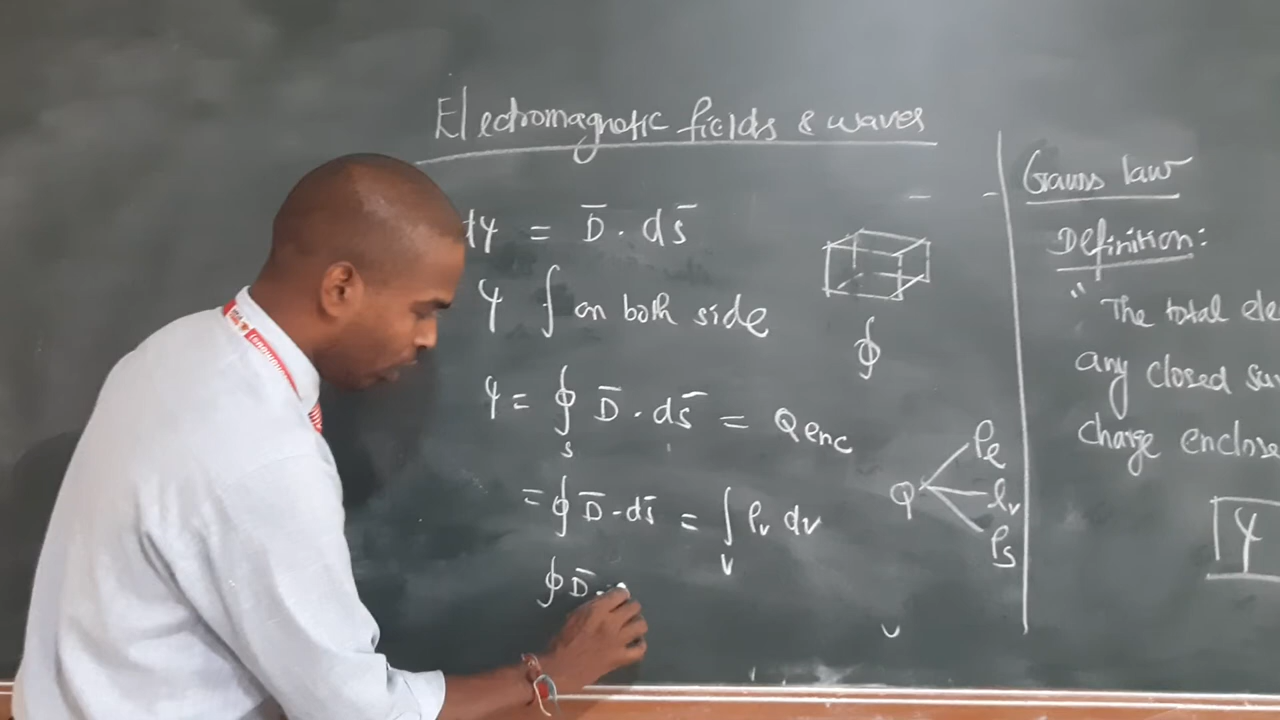 Electromagnetic fields & waves
dψ = D̄ . ds̄
ψ ∫ on both side
ψ = ∮ D̄ . ds̄ = Qenc
s
= ∮ D̄ . ds̄ = ∫ ρv dv
v
∮ D̄ .
∮
Q
ρℓ
ρv
ρs
Gauss law
Definition:
" The total ele
any closed sur
charge enclose
ψ